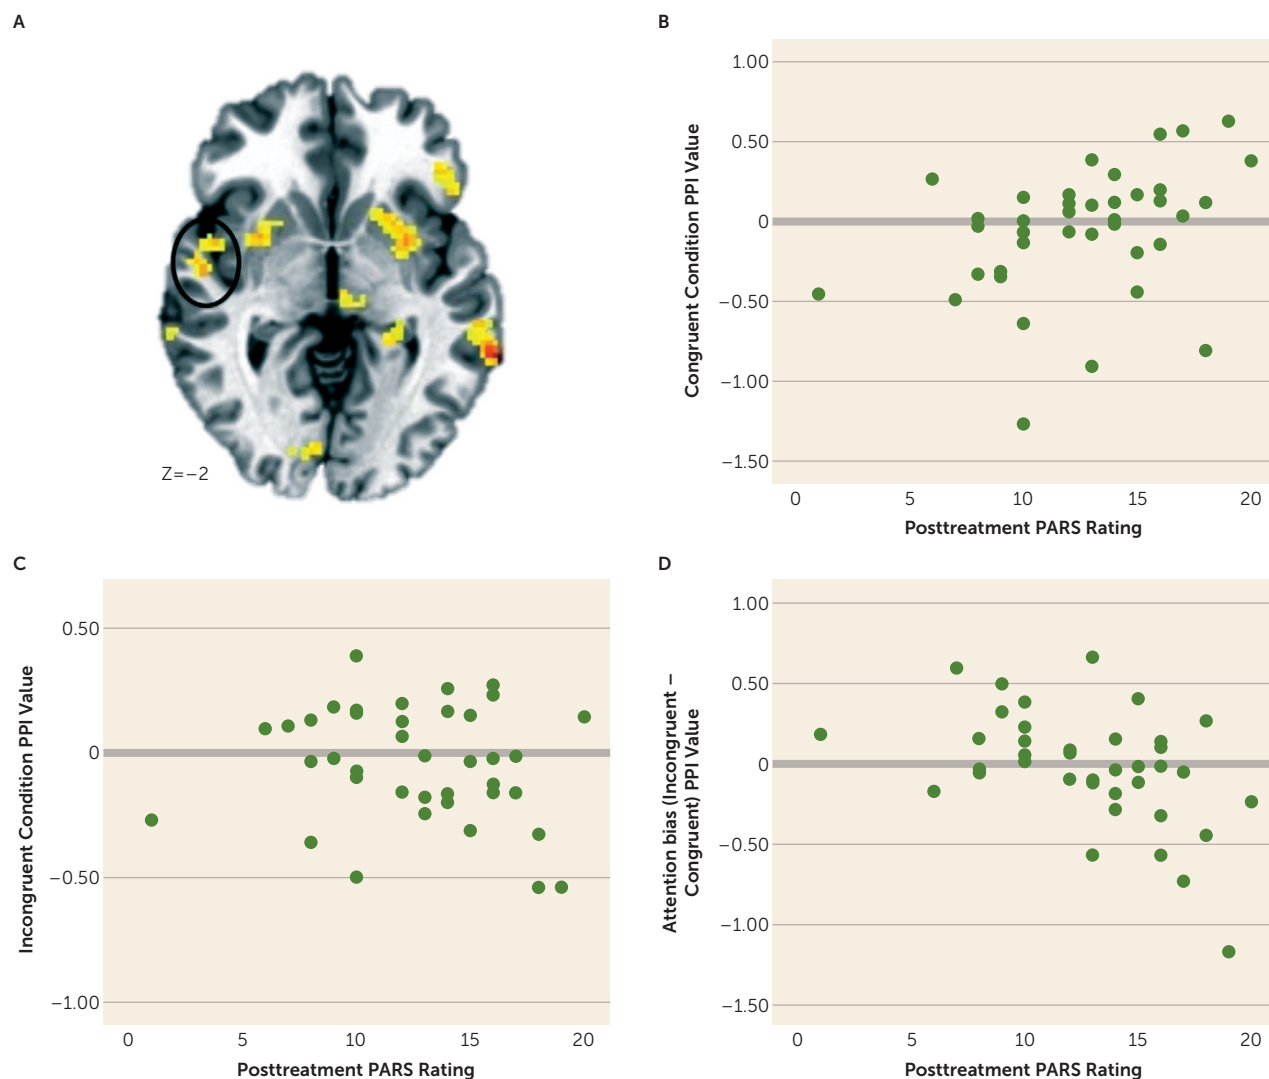 A
Z=−2
B
Congruent Condition PPI Value
1.00
0.50
0
−0.50
−1.00
−1.50
0 5 10 15 20
Posttreatment PARS Rating
C
Incongruent Condition PPI Value
0.50
0
−0.50
−1.00
0 5 10 15 20
Posttreatment PARS Rating
D
Attention bias (Incongruent –
Congruent) PPI Value
1.00
0.50
0
−0.50
−1.00
−1.50
0 5 10 15 20
Posttreatment PARS Rating